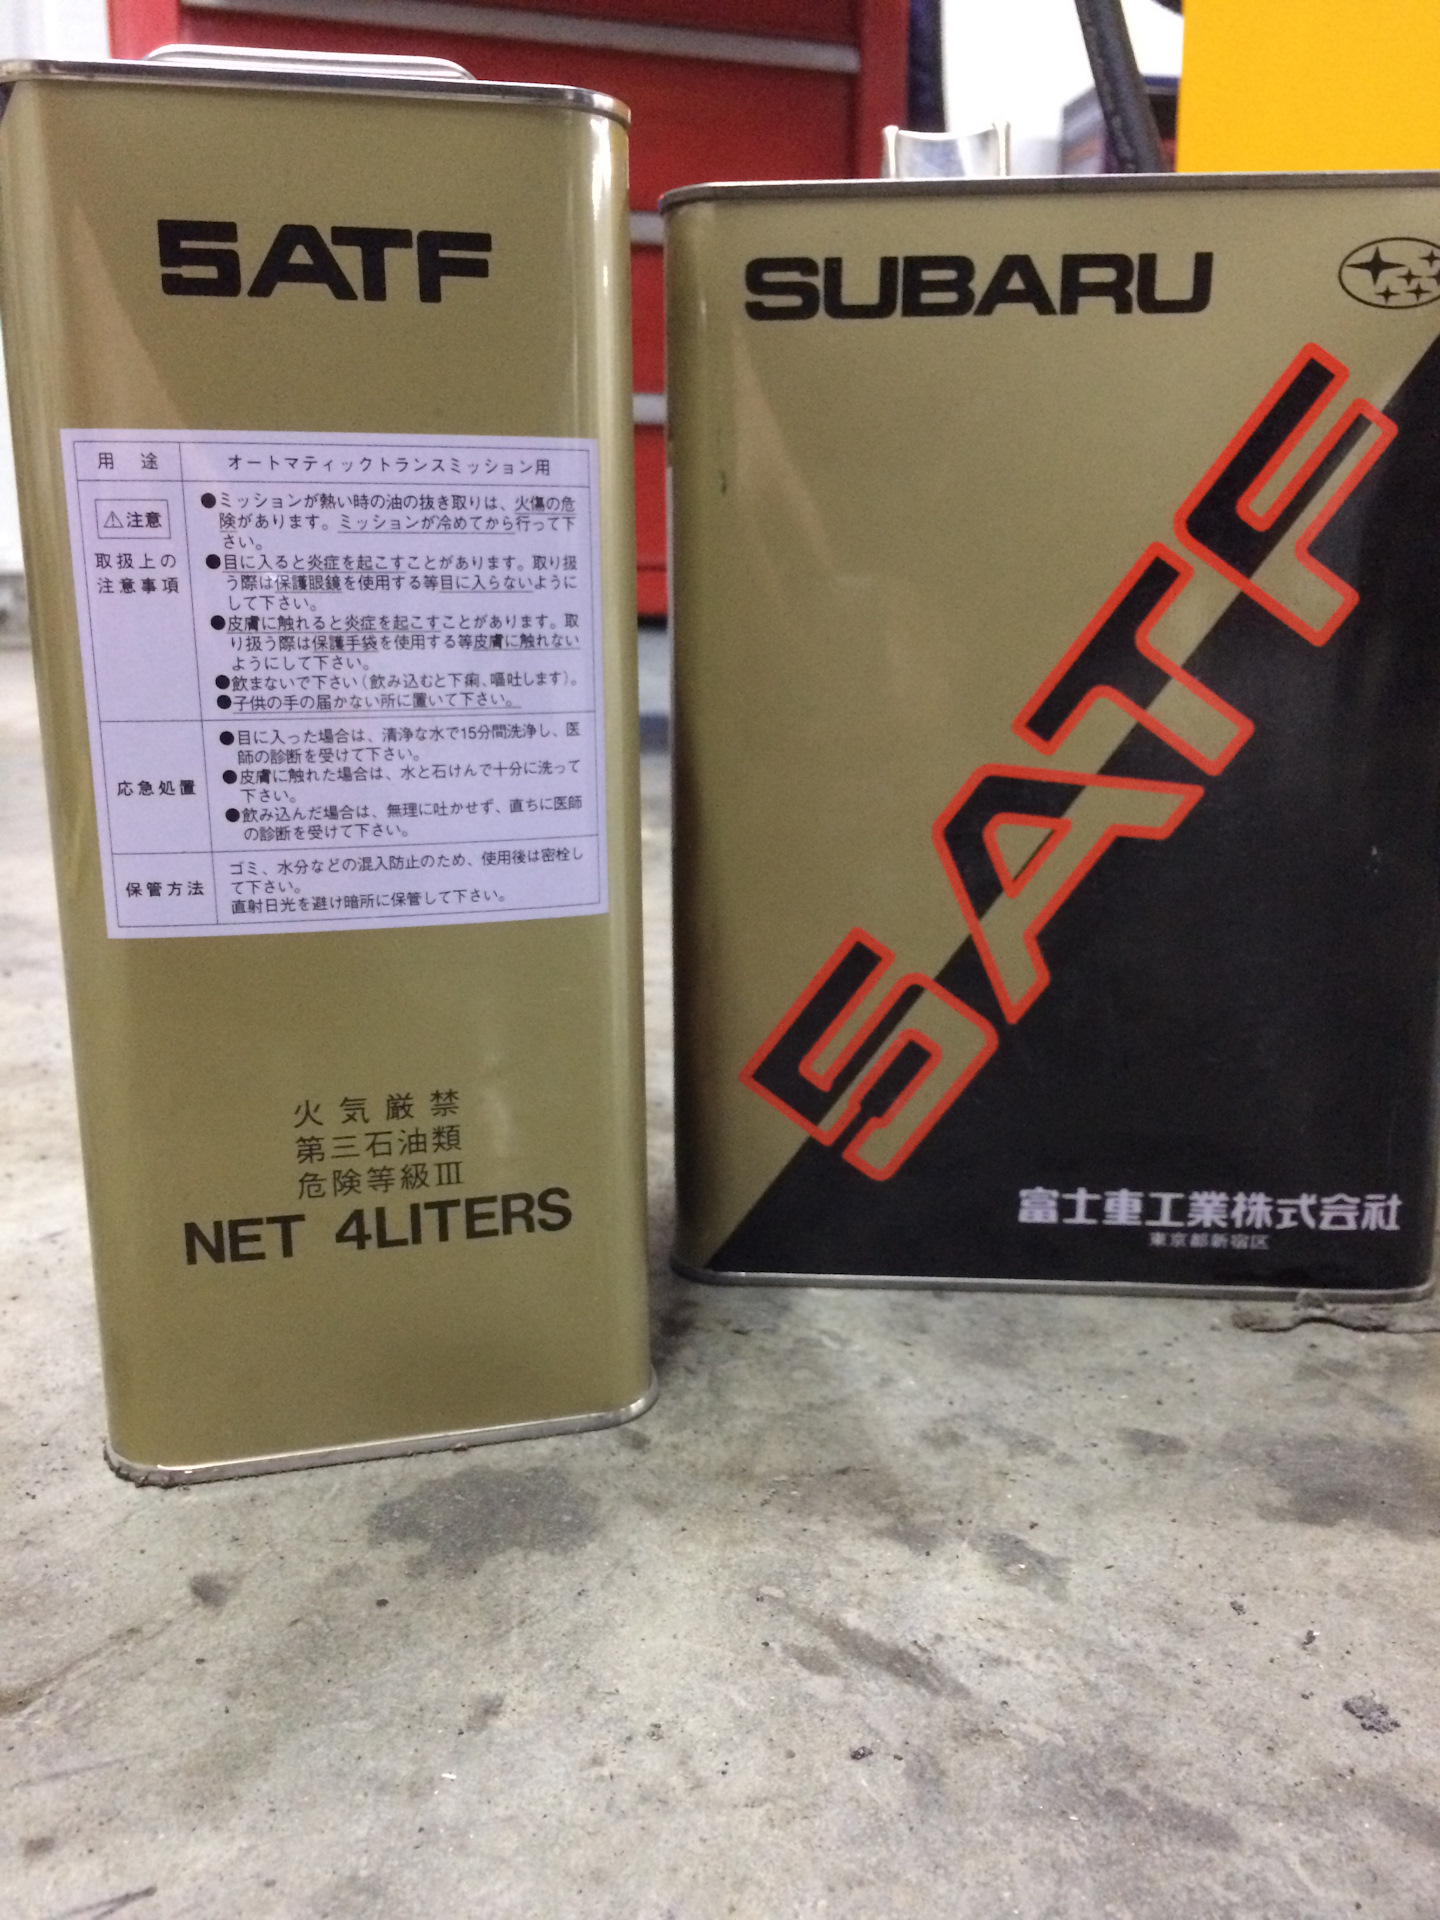 5ATF
用途 オートマティックトランスミッション用
⚠注意
取扱上の
注意事項
●ミッションが熱い時の油の抜き取りは、火傷の危
険があります。ミッションが冷めてから行って下
さい。
●目に入ると炎症を起こすことがあります。取り扱
う際は保護眼鏡を使用する等目に入らないように
して下さい。
●皮膚に触れると炎症を起こすことがあります。取
り扱う際は保護手袋を使用する等皮膚に触れない
ようにして下さい。
●飲まないで下さい(飲み込むと下痢、嘔吐します)。
●子供の手の届かない所に置いて下さい。
応急処置
●目に入った場合は、清浄な水で15分間洗浄し、医
師の診断を受けて下さい。
●皮膚に触れた場合は、水と石けんで十分に洗って
下さい。
●飲み込んだ場合は、無理に吐かせず、直ちに医師
の診断を受けて下さい。
保管方法
ゴミ、水分などの混入防止のため、使用後は密栓し
て下さい。
直射日光を避け暗所に保管して下さい。
火気厳禁
第三石油類
危険等級III
NET 4LITERS
SUBARU
5ATF
富士重工業株式会社
東京都新宿区